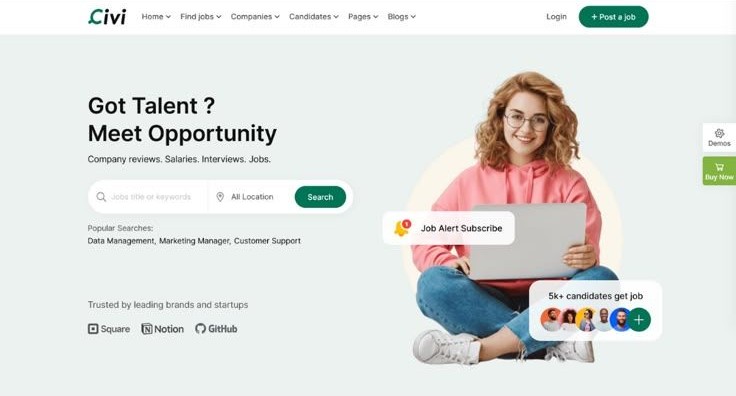 Civi
Home Find jobs Companies Candidates Pages Blogs Login + Post a job
Got Talent ?
Meet Opportunity
Company reviews. Salaries. Interviews. Jobs.
Jobs title or keywords All Location Search
Popular Searches:
Data Management, Marketing Manager, Customer Support
Trusted by leading brands and startups
Square Notion GitHub
1
Job Alert Subscribe
5k+ candidates get job
+
Demos
Buy Now